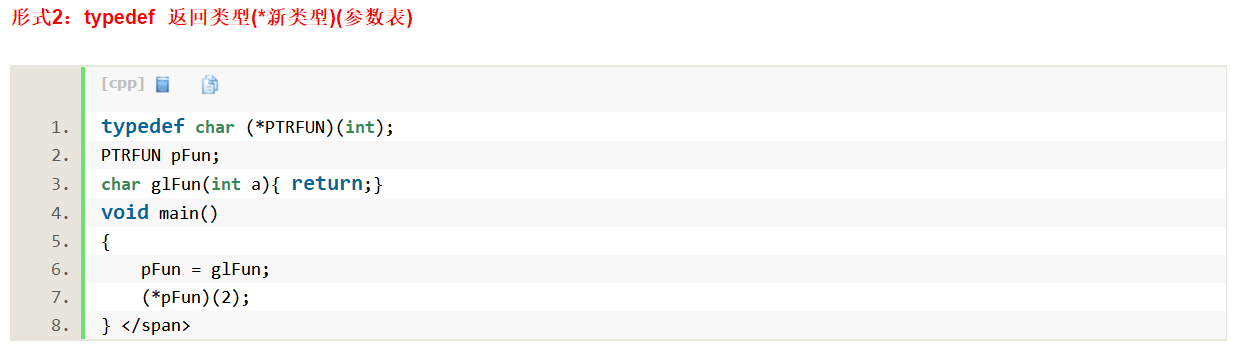 形式2：typedef 返回类型(*新类型)(参数表)
[cpp]
1. typedef char (*PTRFUN)(int);
2. PTRFUN pFun;
3. char glFun(int a){ return;}
4. void main()
5. {
6. pFun = glFun;
7. (*pFun)(2);
8. } </span>